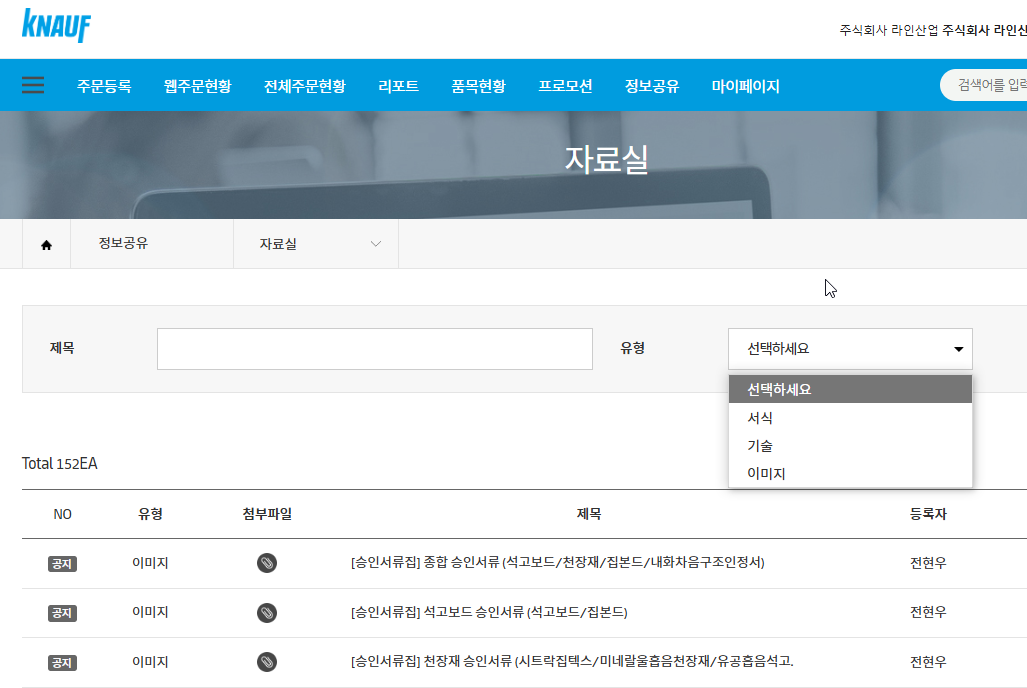 KNAUF
주식회사 라인산업 주식회사 라인산
주문등록 웹주문현황 전체주문현황 리포트 품목현황 프로모션 정보공유 마이페이지 검색어를 입력
자료실
정보공유 자료실
제목 유형 선택하세요
선택하세요
서식
기술
이미지
Total 152EA
NO 유형 첨부파일 제목 등록자
공지 이미지 [승인서류집] 종합 승인서류 (석고보드/천장재/집본드/내화차음구조인정서) 전현우
공지 이미지 [승인서류집] 석고보드 승인서류 (석고보드/집본드) 전현우
공지 이미지 [승인서류집] 천장재 승인서류 (시트락집텍스/미네랄울흡음천장재/유공흡음석고. 전현우